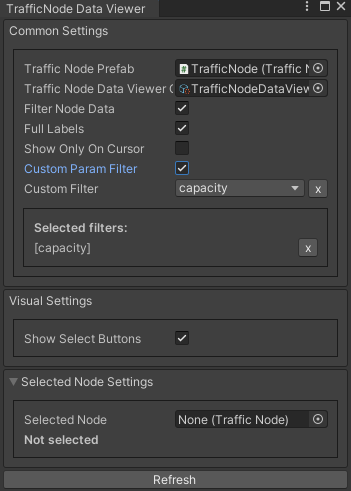 TrafficNode Data Viewer
Common Settings
Traffic Node Prefab TrafficNode (Traffic N
Traffic Node Data Viewer C TrafficNodeDataView
Filter Node Data
Full Labels
Show Only On Cursor
Custom Param Filter
Custom Filter capacity x
Selected filters:
[capacity] x
Visual Settings
Show Select Buttons
Selected Node Settings
Selected Node None (Traffic Node)
Not selected
Refresh